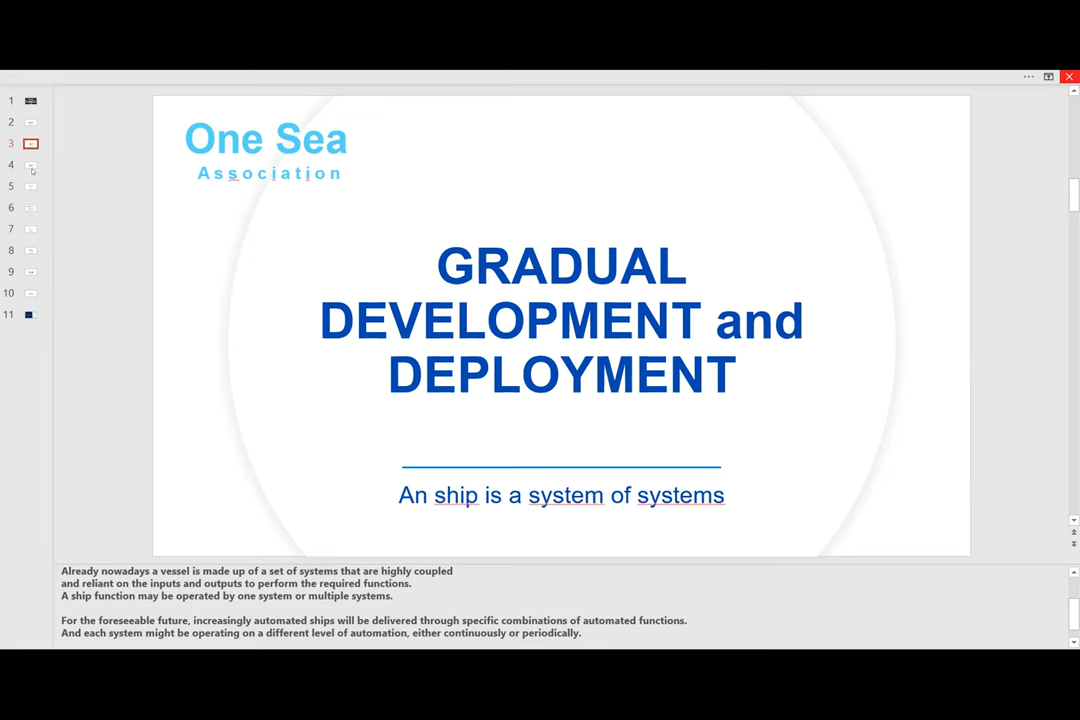 1
2
3
4
5
6
7
8
9
10
11
One Sea
Association
GRADUAL
DEVELOPMENT and
DEPLOYMENT
An ship is a system of systems
Already nowadays a vessel is made up of a set of systems that are highly coupled
and reliant on the inputs and outputs to perform the required functions.
A ship function may be operated by one system or multiple systems.
For the foreseeable future, increasingly automated ships will be delivered through specific combinations of automated functions.
And each system might be operating on a different level of automation, either continuously or periodically.